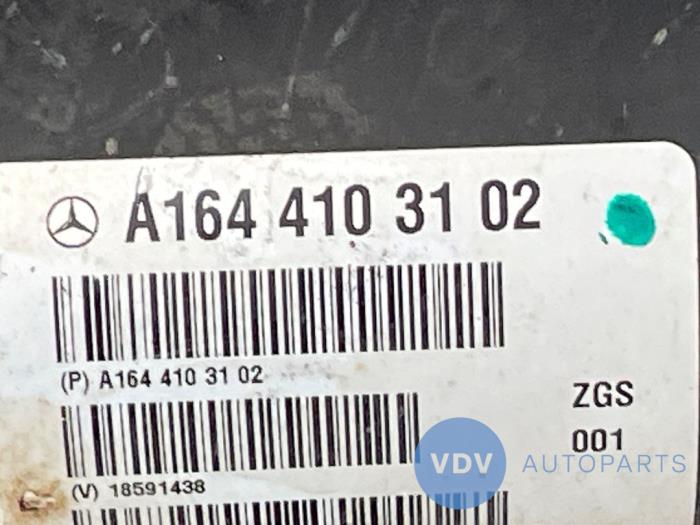 A164 410 31 02
(P) A164 410 31 02
ZGS
001
(V) 18591438
VDV AUTOPARTS